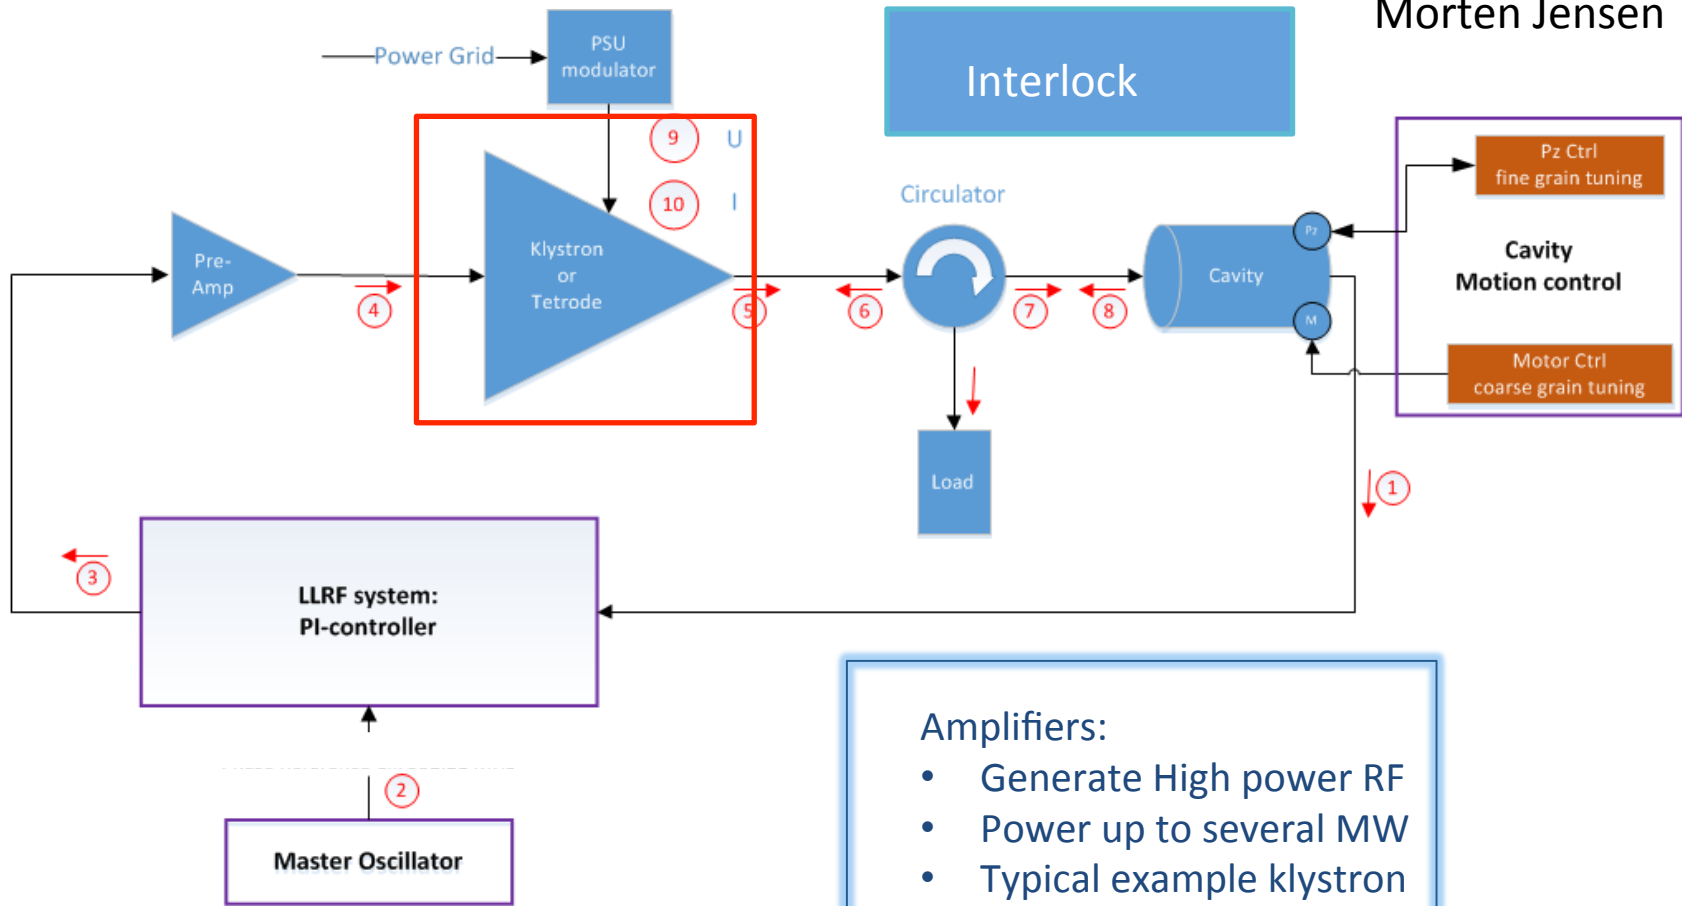 Morten Jensen
Power Grid
PSU
modulator
Interlock
9
U
10
I
Pre-
Amp
Klystron
or
Tetrode
Circulator
Cavity
Pz
M
Pz Ctrl
fine grain tuning
Cavity
Motion control
Motor Ctrl
coarse grain tuning
4
5
6
7
8
Load
1
3
LLRF system:
PI-controller
2
Master Oscillator
Amplifiers:
• Generate High power RF
• Power up to several MW
• Typical example klystron